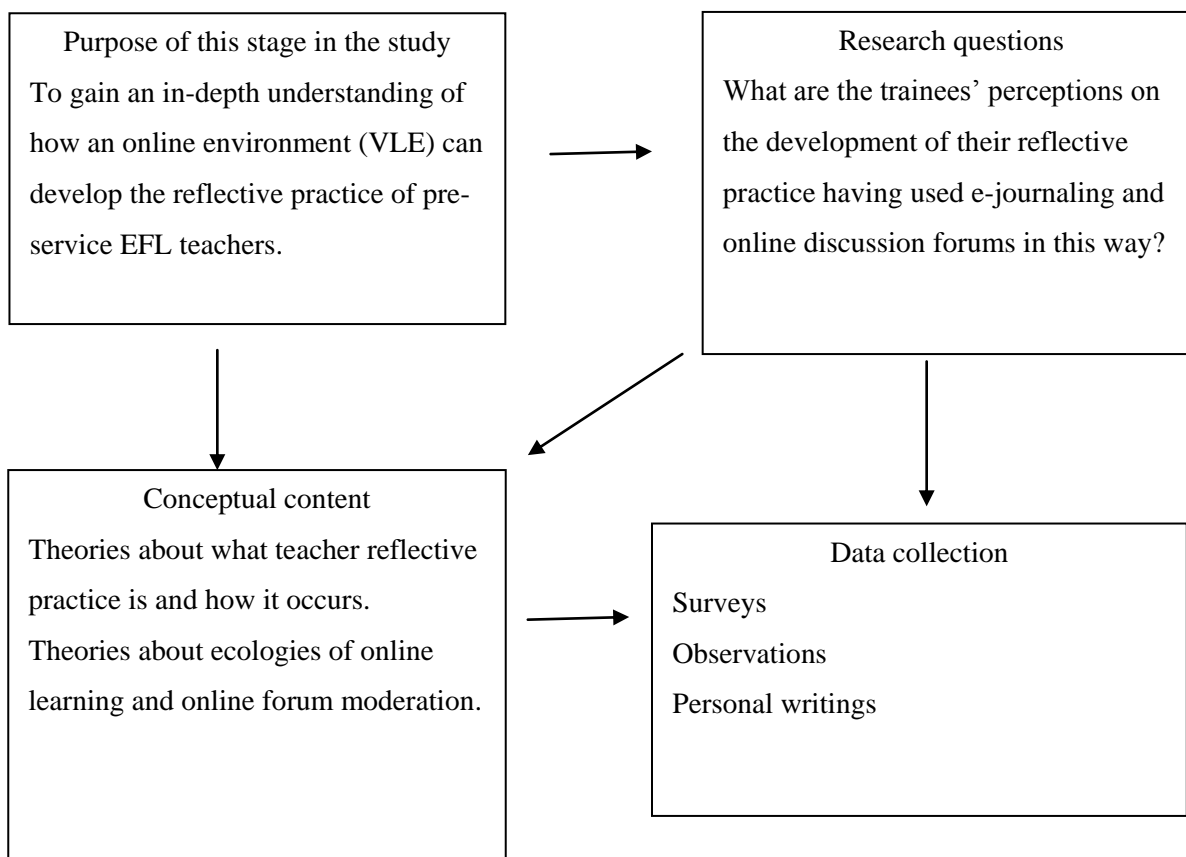 Purpose of this stage in the study
To gain an in-depth understanding of
how an online environment (VLE) can
develop the reflective practice of pre-
service EFL teachers.
Research questions
What are the trainees’ perceptions on
the development of their reflective
practice having used e-journaling and
online discussion forums in this way?
Conceptual content
Theories about what teacher reflective
practice is and how it occurs.
Theories about ecologies of online
learning and online forum moderation.
Data collection
Surveys
Observations
Personal writings